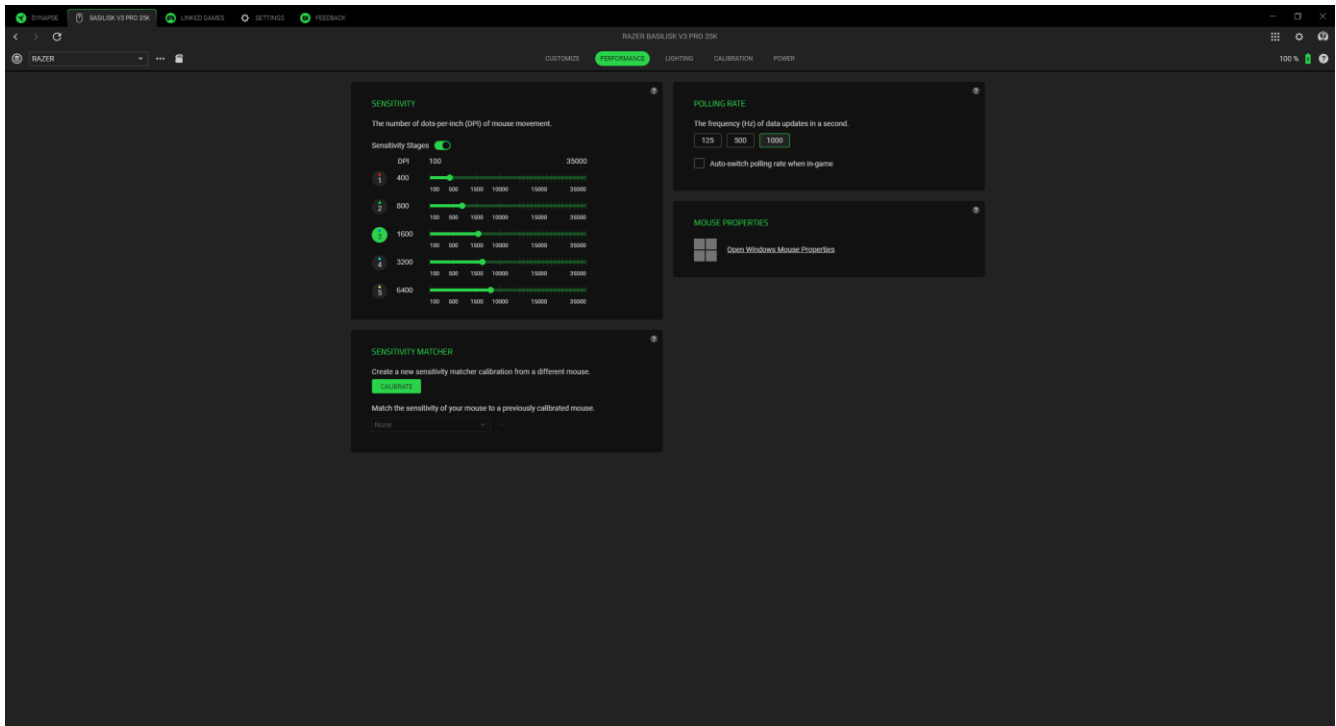 SYNAPSE BASILISK V3 PRO 35K LINKED GAMES SETTINGS FEEDBACK
RAZER BASILISK V3 PRO 35K
RAZER CUSTOMIZE PERFORMANCE LIGHTING CALIBRATION POWER 100 %
SENSITIVITY
The number of dots-per-inch (DPI) of mouse movement.
Sensitivity Stages
DPI 100 35000
1 400
100 500 1500 10000 15000 35000
2 800
100 500 1500 10000 15000 35000
3 1600
100 500 1500 10000 15000 35000
4 3200
100 500 1500 10000 15000 35000
5 6400
100 500 1500 10000 15000 35000
SENSITIVITY MATCHER
Create a new sensitivity matcher calibration from a different mouse.
CALIBRATE
Match the sensitivity of your mouse to a previously calibrated mouse.
None
POLLING RATE
The frequency (Hz) of data updates in a second.
125 500 1000
Auto-switch polling rate when in-game
MOUSE PROPERTIES
Open Windows Mouse Properties